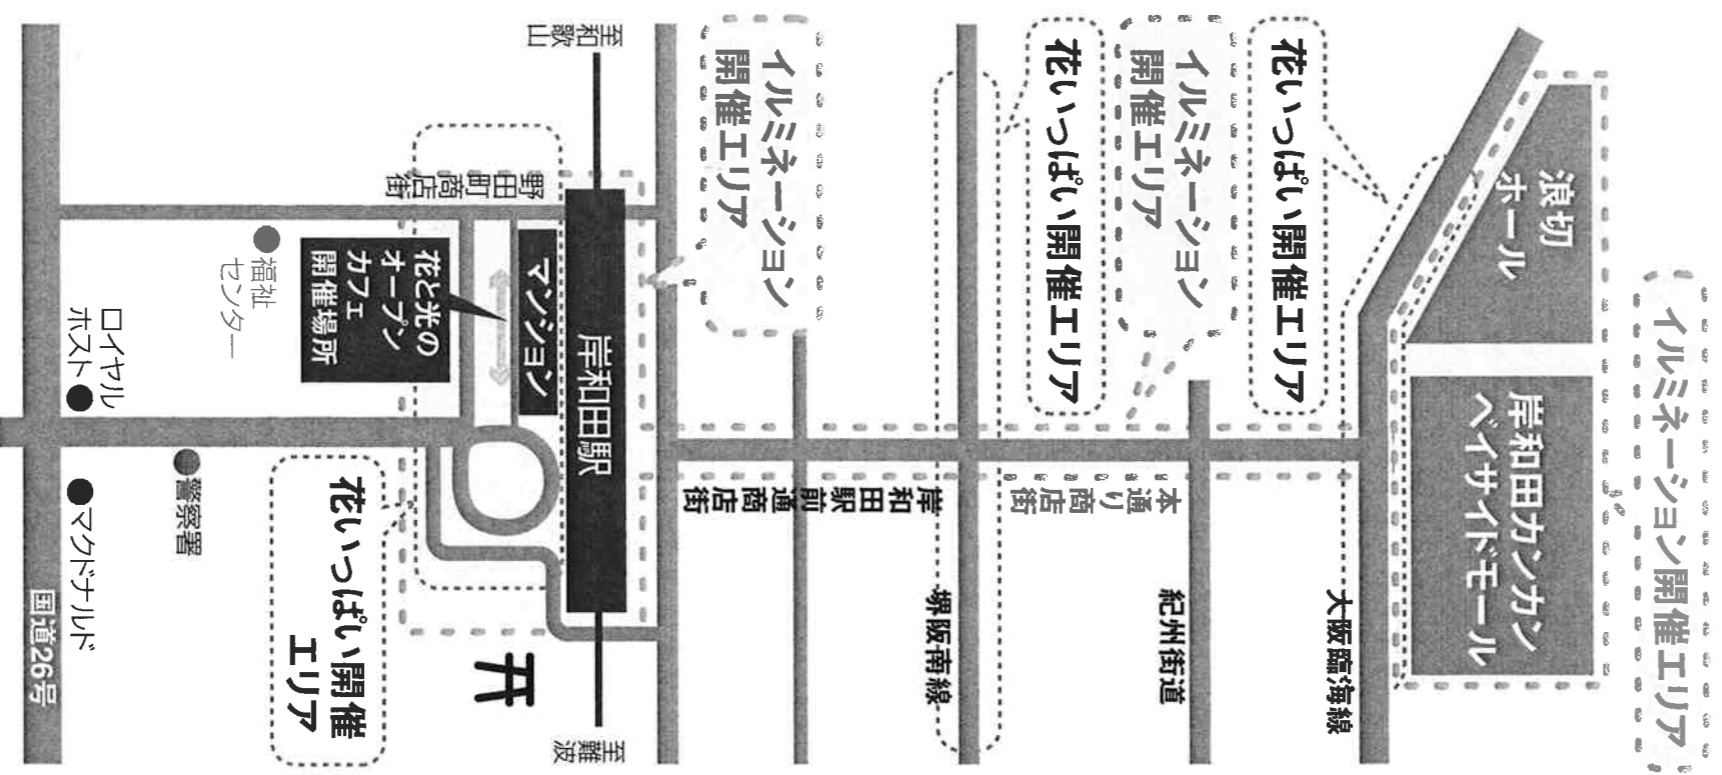 イルミネーション開催エリア
浪切
ホール
岸和田カンカン
ベイサイドモール
花いっぱい開催エリア
大阪臨海線
イルミネーション
開催エリア
紀州街道
本通り商店街
花いっぱい開催エリア
堺阪南線
イルミネーション
開催エリア
岸和田駅前通商店街
至和歌山
岸和田駅
至難波
マンション
野田町商店街
花と光の
オープン
カフェ
開催場所
花いっぱい開催
エリア
福祉
センター
警察署
ロイヤル
ホスト
マクドナルド
国道26号